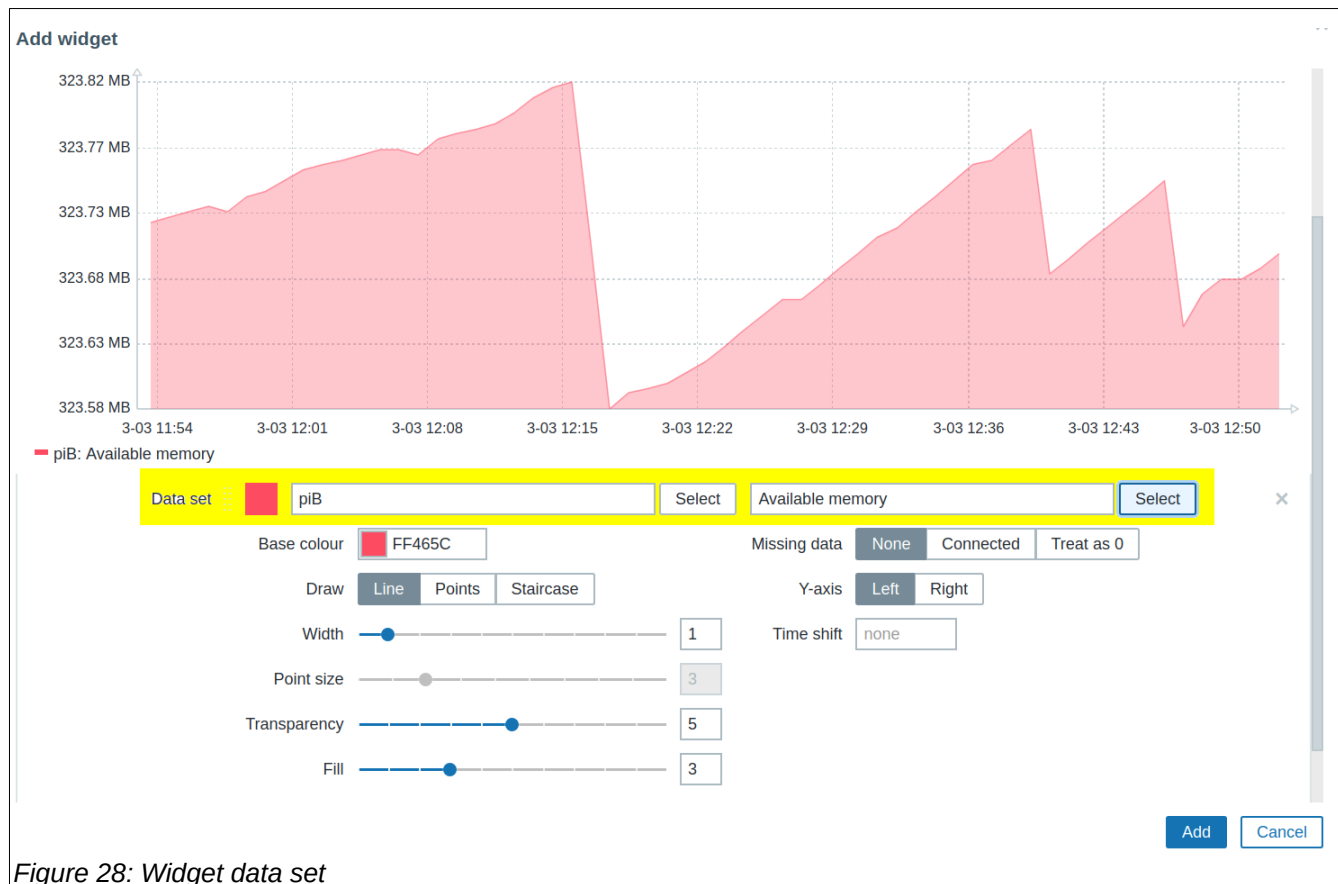 Add widget
323.82 MB
323.77 MB
323.73 MB
323.68 MB
323.63 MB
323.58 MB
3-03 11:54 3-03 12:01 3-03 12:08 3-03 12:15 3-03 12:22 3-03 12:29 3-03 12:36 3-03 12:43 3-03 12:50
piB: Available memory
Data set piB Select Available memory Select ×
Base colour FF465C Missing data None Connected Treat as 0
Draw Line Points Staircase Y-axis Left Right
Width 1 Time shift none
Point size 3
Transparency 5
Fill 3
Add Cancel
Figure 28: Widget data set